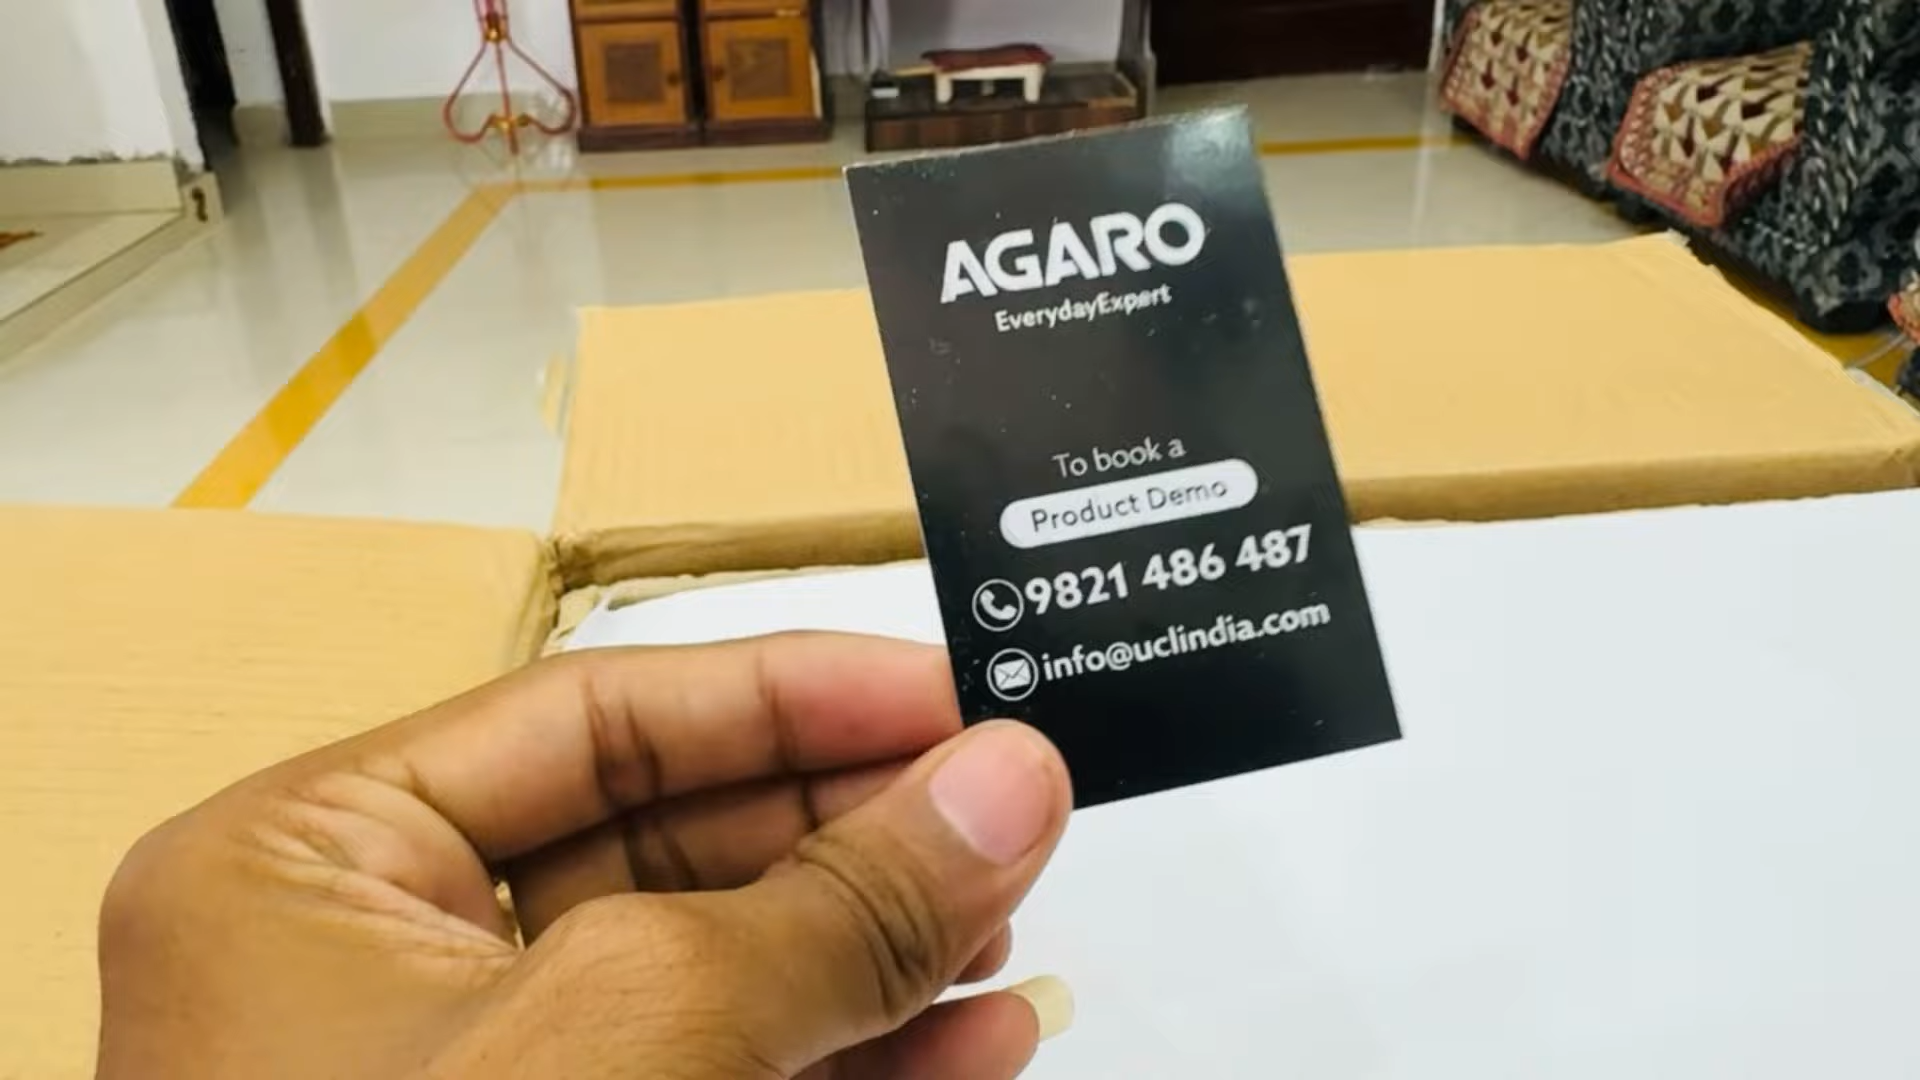 AGARO
EverydayExpert
To book a
Product Demo
9821 486 487
info@uclindia.com